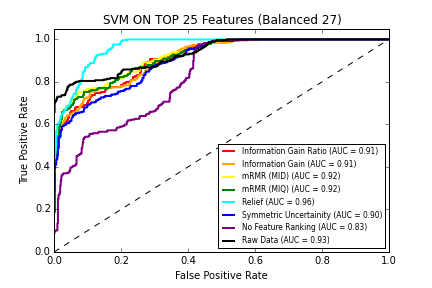 SVM ON TOP 25 Features (Balanced 27)
True Positive Rate
1.0
0.8
0.6
0.4
0.2
0.0
0.0 0.2 0.4 0.6 0.8 1.0
False Positive Rate
Information Gain Ratio (AUC = 0.91)
Information Gain (AUC = 0.91)
mRMR (MID) (AUC = 0.92)
mRMR (MIQ) (AUC = 0.92)
Relief (AUC = 0.96)
Symmetric Uncertainity (AUC = 0.90)
No Feature Ranking (AUC = 0.83)
Raw Data (AUC = 0.93)